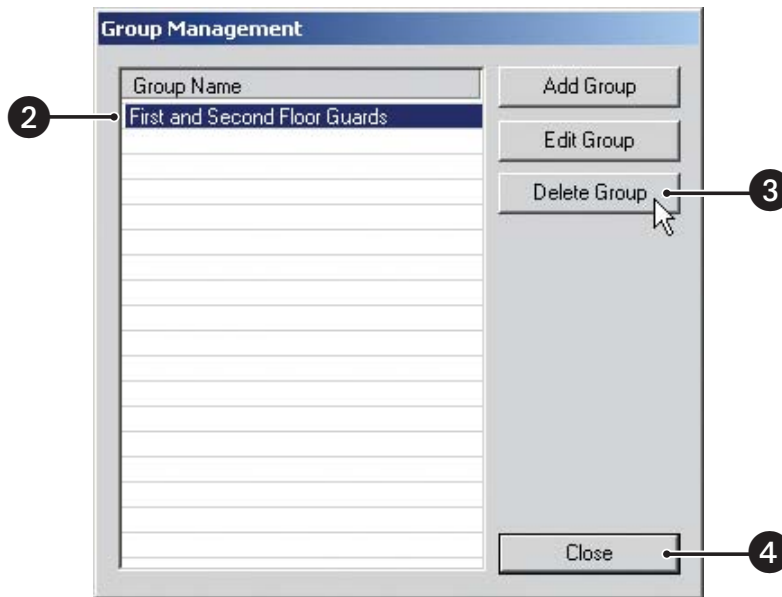 Group Management
Group Name
Add Group
2
First and Second Floor Guards
Edit Group
Delete Group
3
Close
4